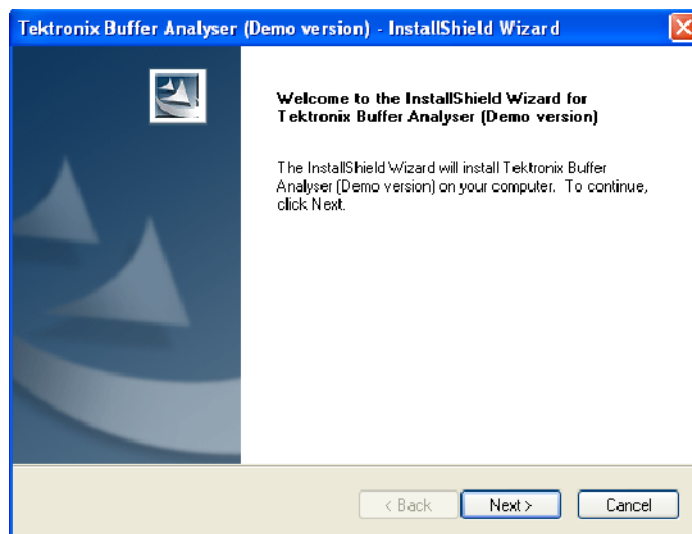 Tektronix Buffer Analyser (Demo version) - InstallShield Wizard
Welcome to the InstallShield Wizard for
Tektronix Buffer Analyser (Demo version)
The InstallShield Wizard will install Tektronix Buffer
Analyser (Demo version) on your computer. To continue,
click Next.
< Back
Next >
Cancel